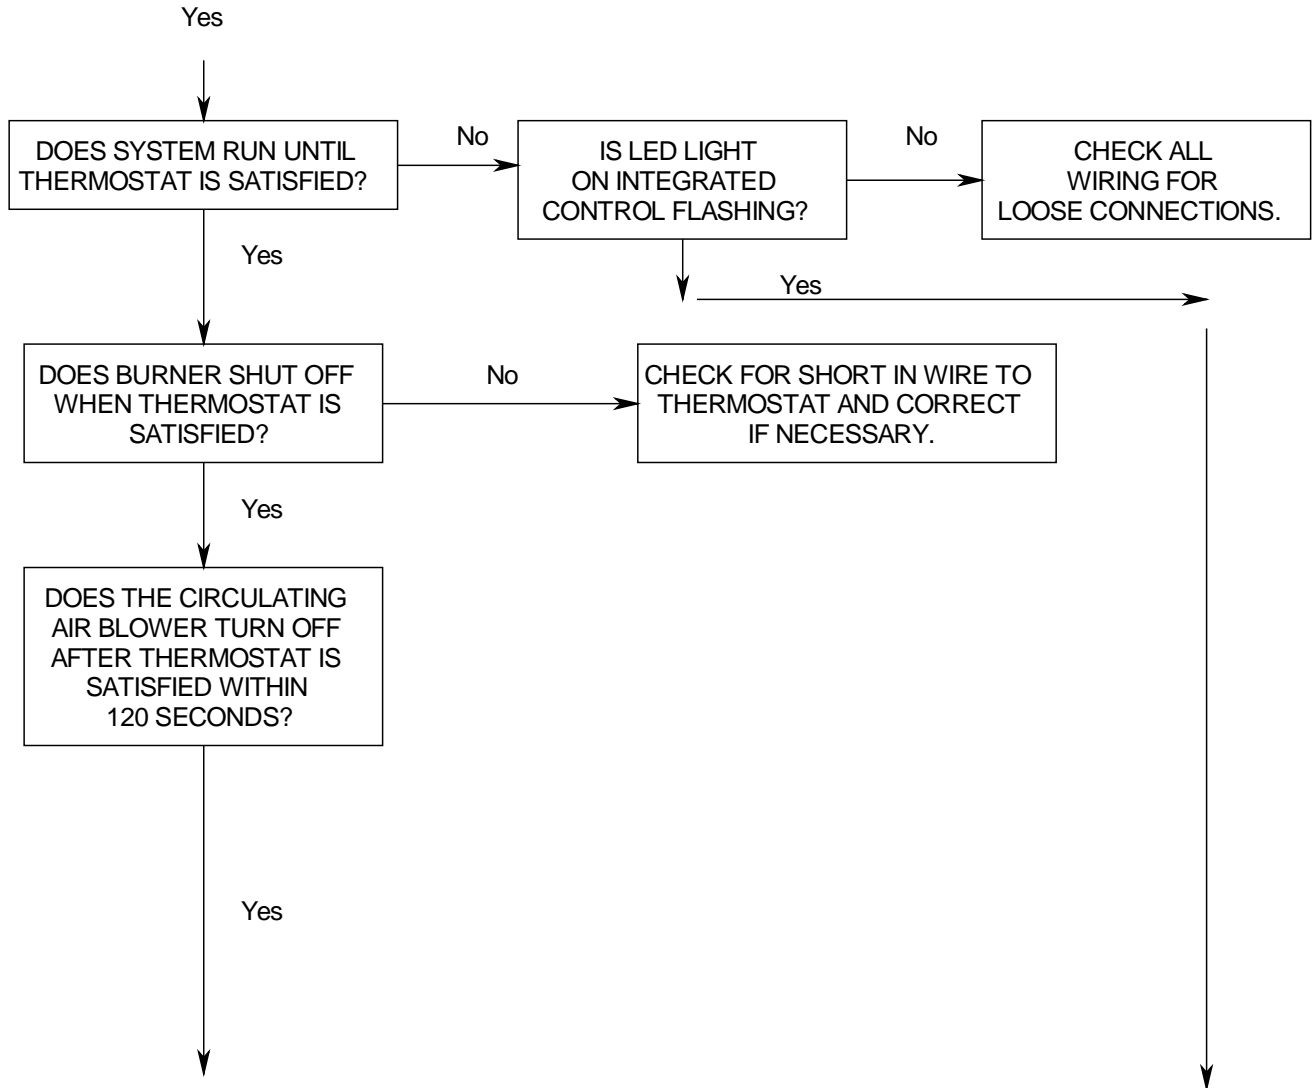 Yes
DOES SYSTEM RUN UNTIL
THERMOSTAT IS SATISFIED?
No
IS LED LIGHT
ON INTEGRATED
CONTROL FLASHING?
No
CHECK ALL
WIRING FOR
LOOSE CONNECTIONS.
Yes
Yes
DOES BURNER SHUT OFF
WHEN THERMOSTAT IS
SATISFIED?
No
CHECK FOR SHORT IN WIRE TO
THERMOSTAT AND CORRECT
IF NECESSARY.
Yes
DOES THE CIRCULATING
AIR BLOWER TURN OFF
AFTER THERMOSTAT IS
SATISFIED WITHIN
120 SECONDS?
Yes